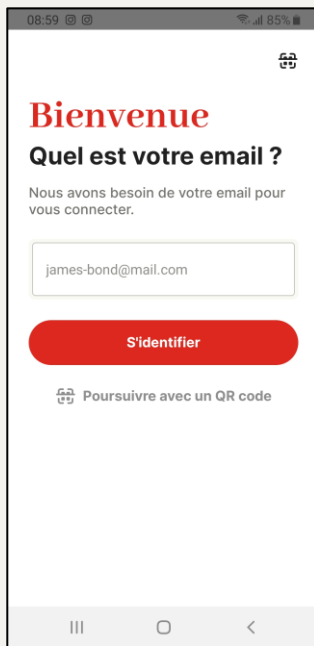 08:59 85%
Bienvenue
Quel est votre email ?
Nous avons besoin de votre email pour
vous connecter.
james-bond@mail.com
S'identifier
Poursuivre avec un QR code